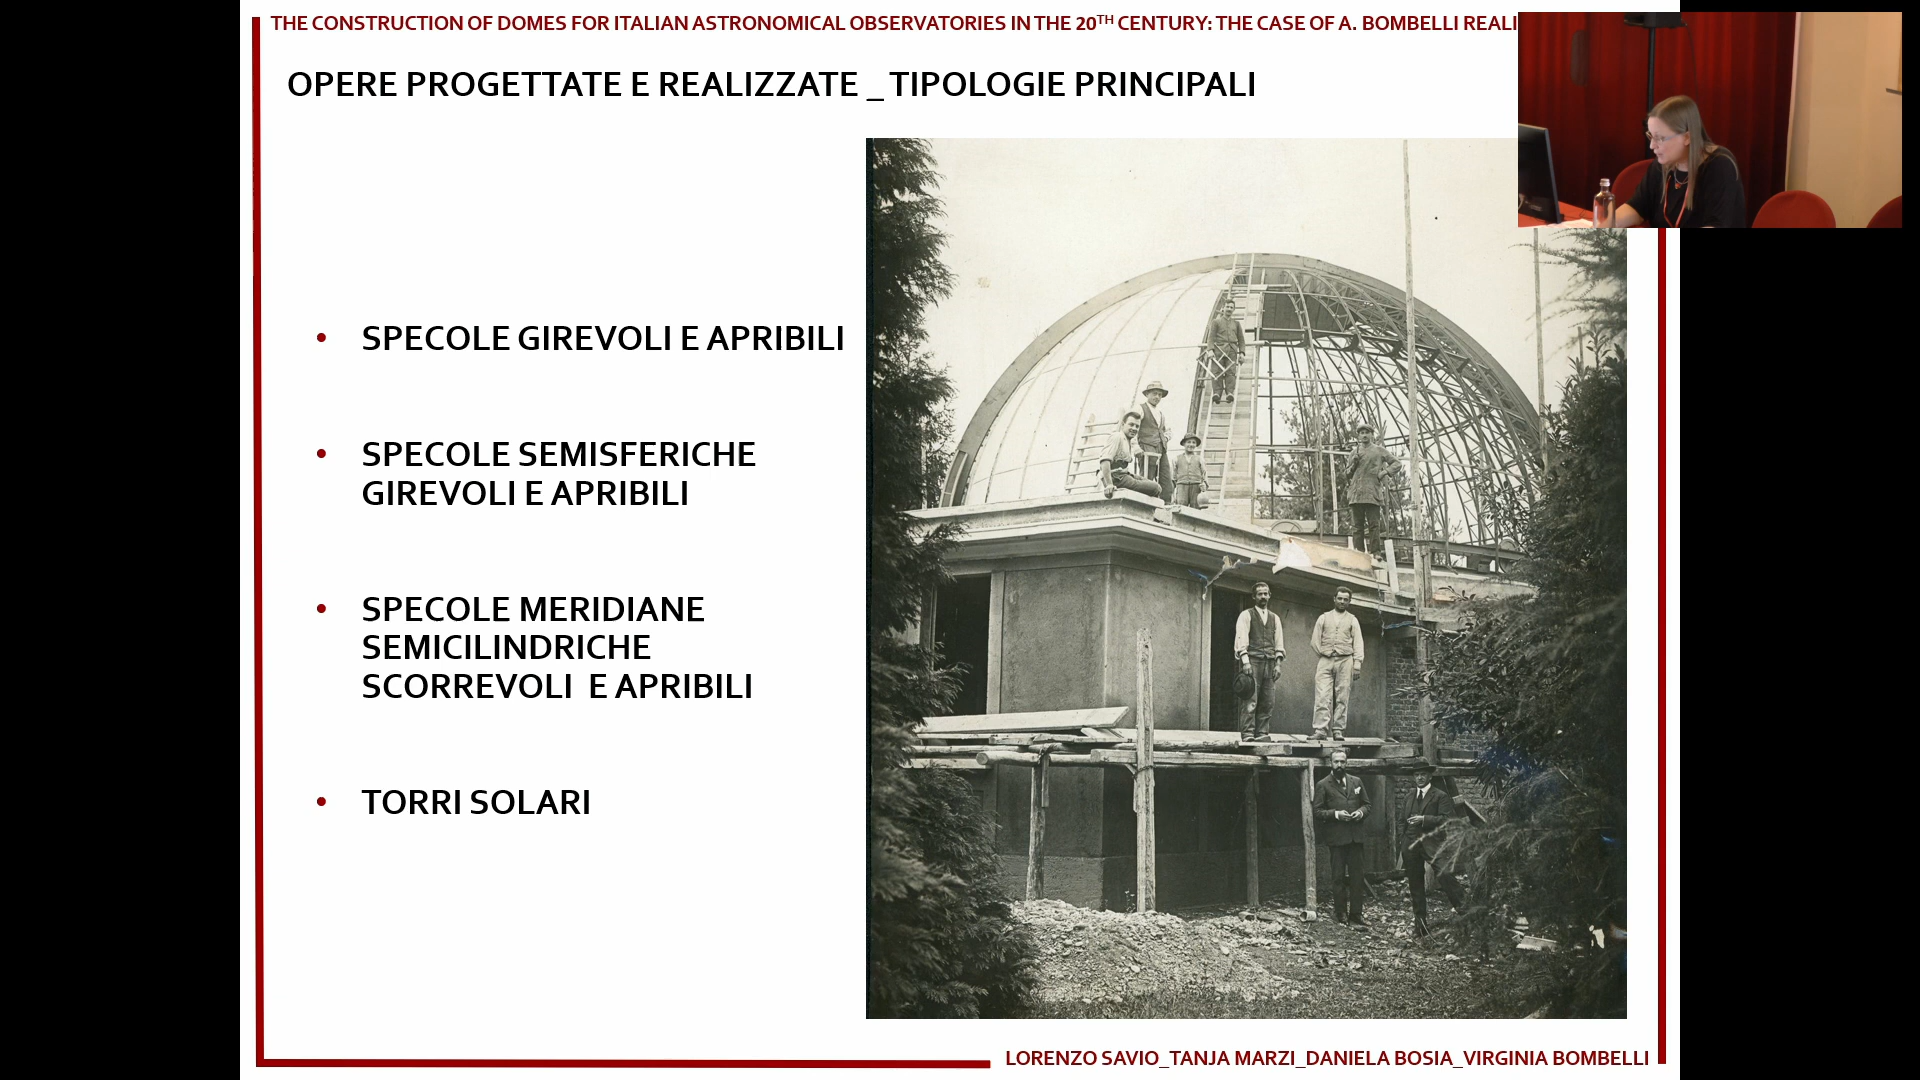 THE CONSTRUCTION OF DOMES FOR ITALIAN ASTRONOMICAL OBSERVATORIES IN THE 20TH CENTURY: THE CASE OF A. BOMBELLI
OPERE PROGETTATE E REALIZZATE _ TIPOLOGIE PRINCIPALI
• SPECOLE GIREVOLI E APRIBILI
• SPECOLE SEMISFERICHE
GIREVOLI E APRIBILI
• SPECOLE MERIDIANE
SEMICILINDRICHE
SCORREVOLI E APRIBILI
• TORRI SOLARI
LORENZO SAVIO_TANJA MARZI_DANIELA BOSIA_VIRGINIA BOMBELLI